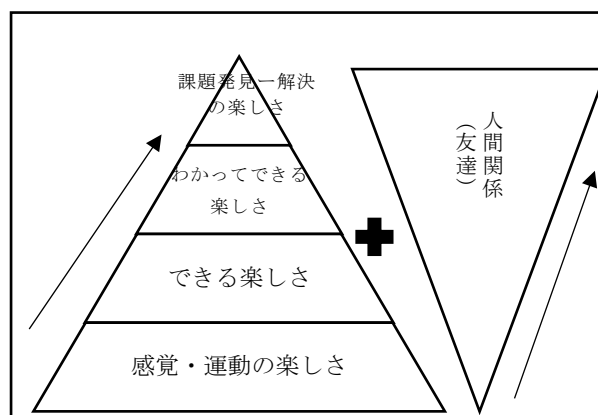 課題発見ー解決
の楽しさ
わかってできる
楽しさ
できる楽しさ
感覚・運動の楽しさ
人間関係
(友達)